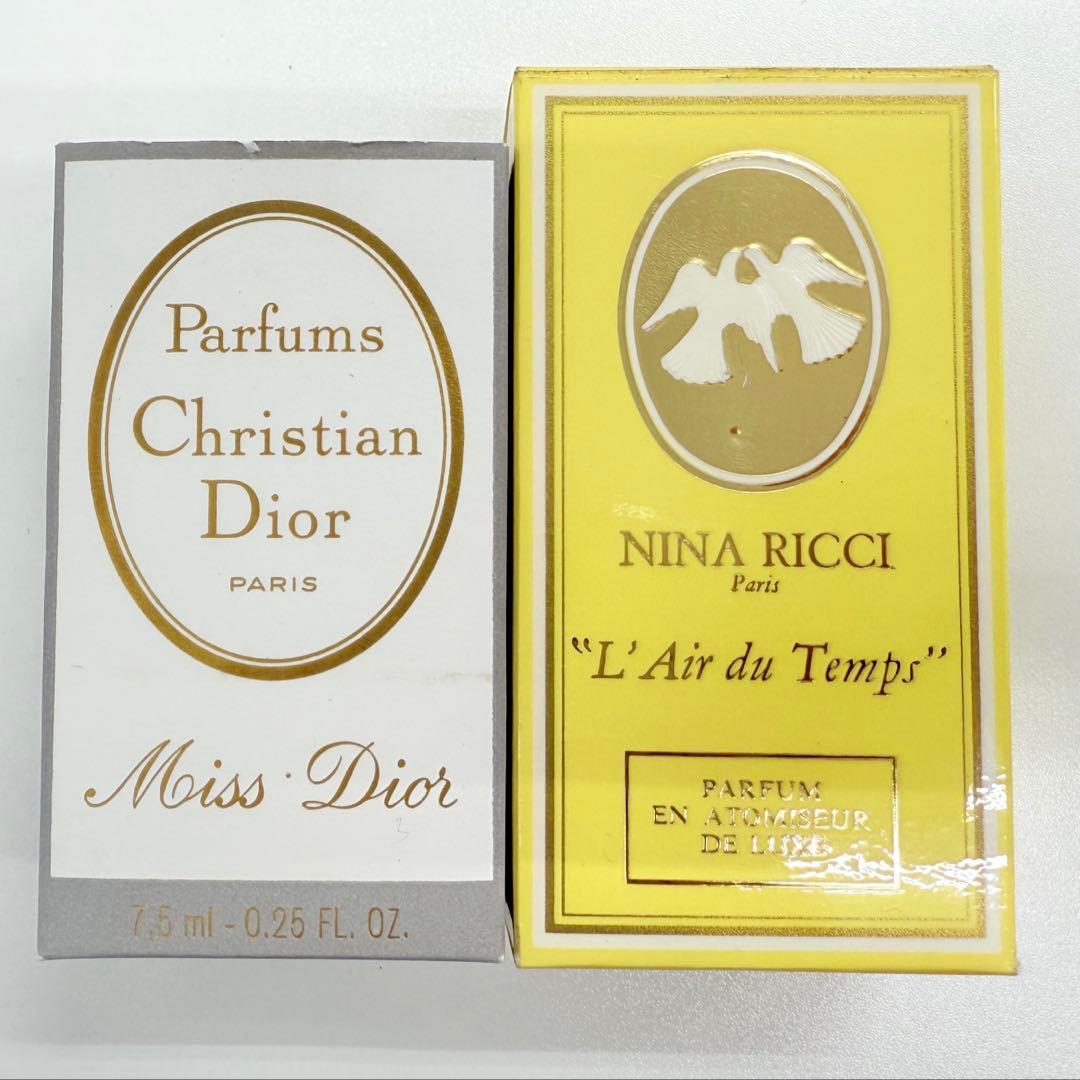 Parfums
Christian
Dior
PARIS
Miss Dior
7,5 ml - 0.25 FL. OZ.
NINA RICCI
Paris
"L'Air du Temps"
PARFUM
EN ATOMISEUR
DE LUXE